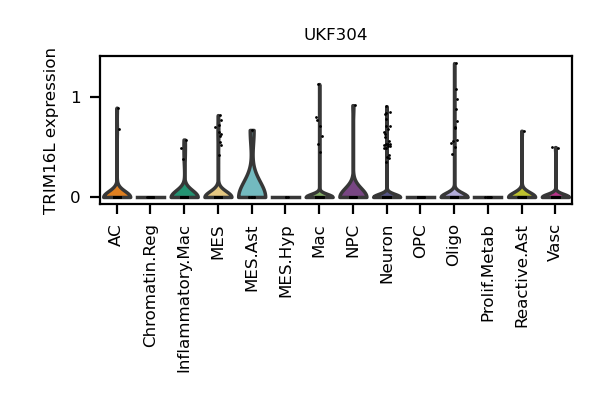 UKF304
TRIM16L expression
1
0
AC
Chromatin.Reg
Inflammatory.Mac
MES
MES.Ast
MES.Hyp
Mac
NPC
Neuron
OPC
Oligo
Prolif.Metab
Reactive.Ast
Vasc